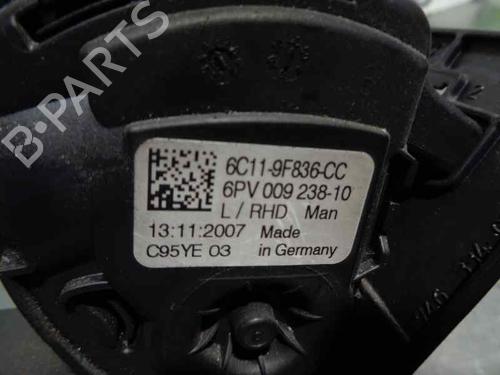 6C11-9F836-CC
6PV 009 238-10
L / RHD Man
13:11:2007 Made
C95YE 03 in Germany
B-PARTS